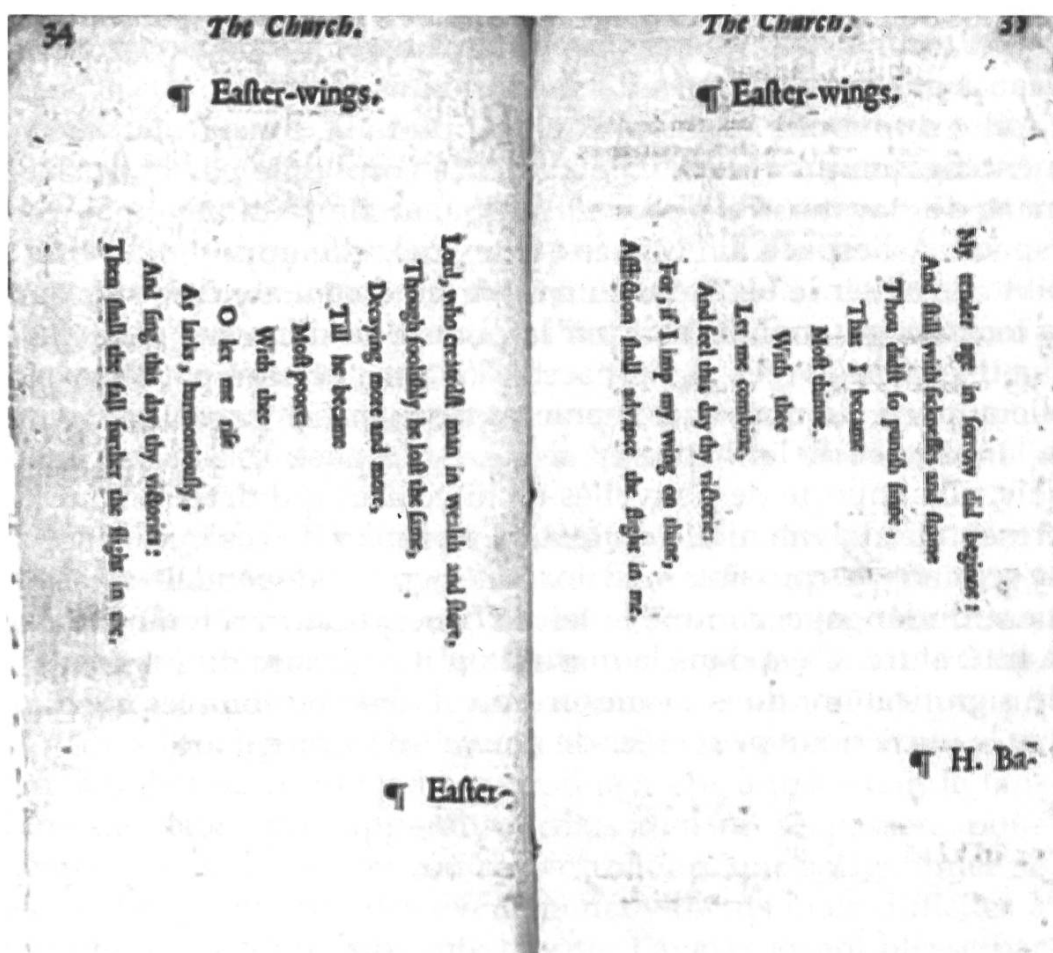 34
The Church.
¶ Eaſter-wings.
Lord, who createdſt man in wealth and ſtore,
Though fooliſhly he loſt the ſame,
Decaying more and more,
Till he became
Moſt poore:
With thee
O let me riſe
As larks, harmoniouſly,
And ſing this day thy victories:
Then ſhall the fall further the flight in me.
¶ Eaſter-
The Church.
¶ Eaſter-wings.
My tender age in ſorrow did beginne:
And ſtill with ſickneſſes and ſhame
Thou didſt ſo puniſh ſinne,
That I became
Moſt thinne.
With thee
Let me combine,
And feel this day thy victorie:
For, if I imp my wing on thine,
Affliction ſhall advance the flight in me.
¶ H. Ba-